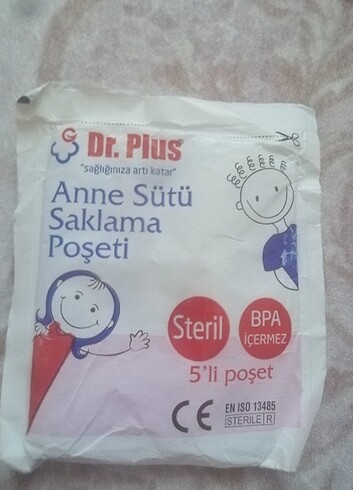 Dr. Plus
"sağlığınıza artı katar"
Anne Sütü
Saklama
Poşeti
Steril
BPA
İÇERMEZ
5'li poşet
CE EN ISO 13485
STERILE R